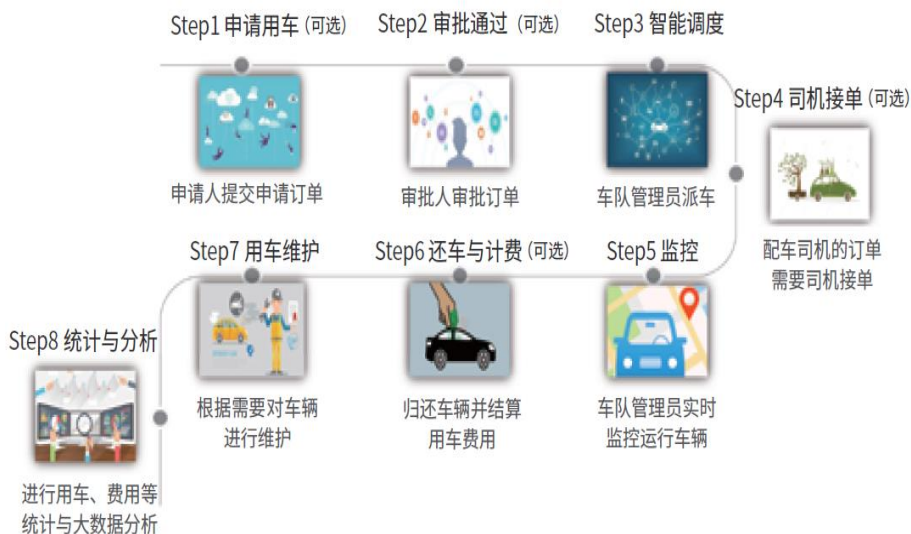 Step1 申请用车 (可选)
申请人提交申请订单
Step2 审批通过 (可选)
审批人审批订单
Step3 智能调度
车队管理员派车
Step4 司机接单 (可选)
配车司机的订单
需要司机接单
Step5 监控
车队管理员实时
监控运行车辆
Step6 还车与计费 (可选)
归还车辆并结算
用车费用
Step7 用车维护
根据需要对车辆
进行维护
Step8 统计与分析
进行用车、费用等
统计与大数据分析